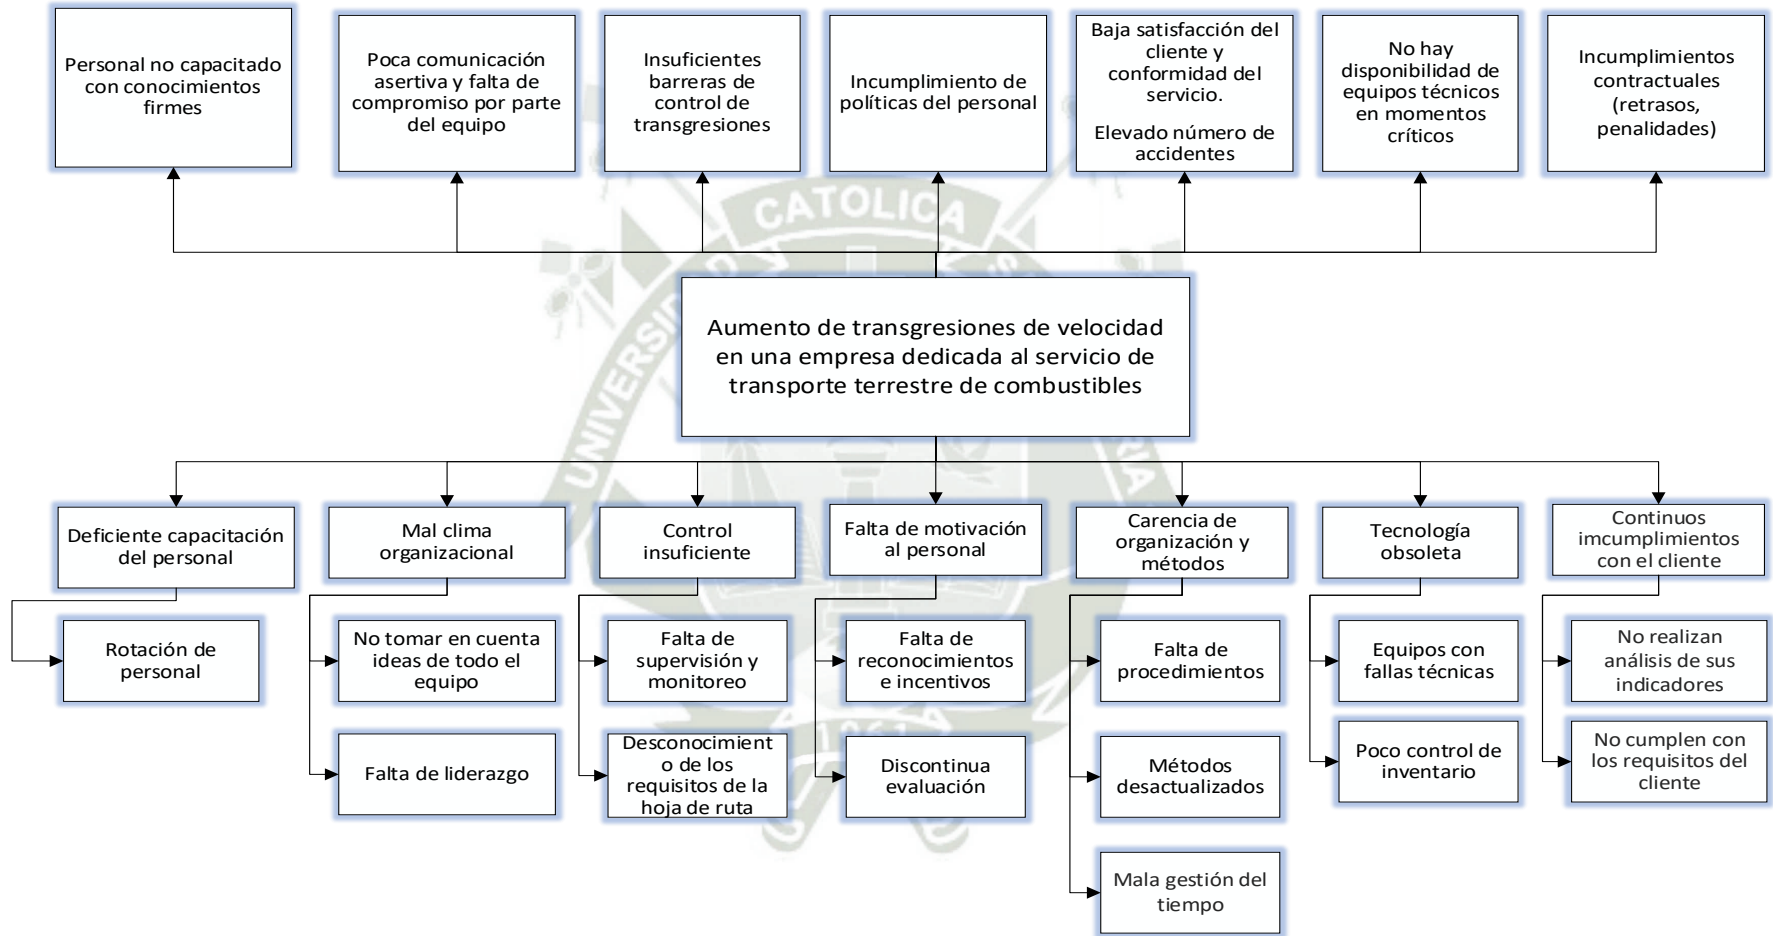 Personal no capacitado
con conocimientos
firmes
Poca comunicación
asertiva y falta de
compromiso por parte
del equipo
Insuficientes
barreras de
control de
transgresiones
Incumplimiento de
políticas del personal
Baja satisfacción del
cliente y
conformidad del
servicio.
Elevado número de
accidentes
No hay
disponibilidad de
equipos técnicos
en momentos
críticos
Incumplimientos
contractuales
(retrasos,
penalidades)
CATOLICA
Aumento de transgresiones de velocidad
en una empresa dedicada al servicio de
transporte terrestre de combustibles
Deficiente capacitación
del personal
Mal clima
organizacional
Control
insuficiente
Falta de motivación
al personal
Carencia de
organización y
métodos
Tecnología
obsoleta
Continuos
imcumplimientos
con el cliente
Rotación de
personal
No tomar en cuenta
ideas de todo el
equipo
Falta de
supervisión y
monitoreo
Falta de
reconocimientos
e incentivos
Falta de
procedimientos
Equipos con
fallas técnicas
No realizan
análisis de sus
indicadores
1961
Falta de liderazgo
Desconocimient
o de los
requisitos de la
hoja de ruta
Discontinua
evaluación
Métodos
desactualizados
Poco control de
inventario
No cumplen con
los requisitos del
cliente
Mala gestión del
tiempo